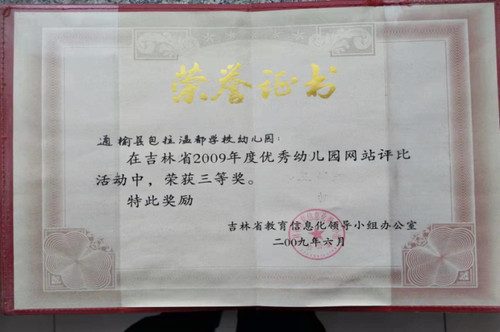 荣誉证书
通榆县包拉温都学校幼儿园：
在吉林省2009年度优秀幼儿园网站评比
活动中，荣获三等奖。
特此奖励
吉林省教育信息化领导小组办公室
二00九年六月